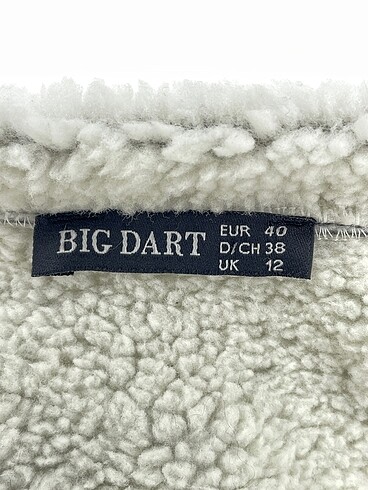 BIG DART
EUR 40
D/CH 38
UK 12